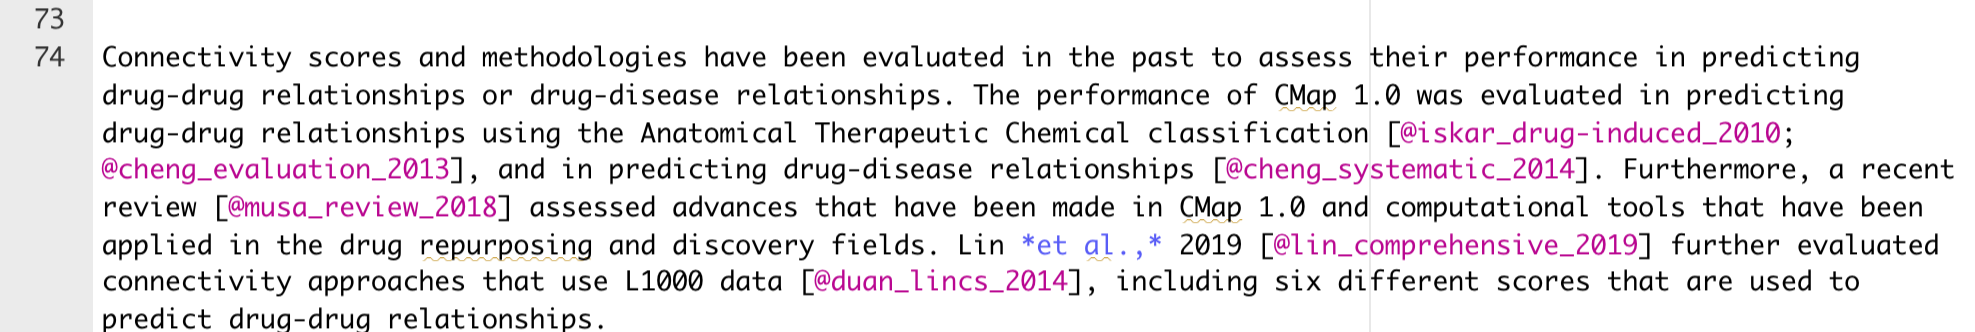 73
74 Connectivity scores and methodologies have been evaluated in the past to assess their performance in predicting
drug-drug relationships or drug-disease relationships. The performance of CMap 1.0 was evaluated in predicting
drug-drug relationships using the Anatomical Therapeutic Chemical classification [@iskar_drug-induced_2010;
@cheng_evaluation_2013], and in predicting drug-disease relationships [@cheng_systematic_2014]. Furthermore, a recent
review [@musa_review_2018] assessed advances that have been made in CMap 1.0 and computational tools that have been
applied in the drug repurposing and discovery fields. Lin *et al.,* 2019 [@lin_comprehensive_2019] further evaluated
connectivity approaches that use L1000 data [@duan_lincs_2014], including six different scores that are used to
predict drug-drug relationships.